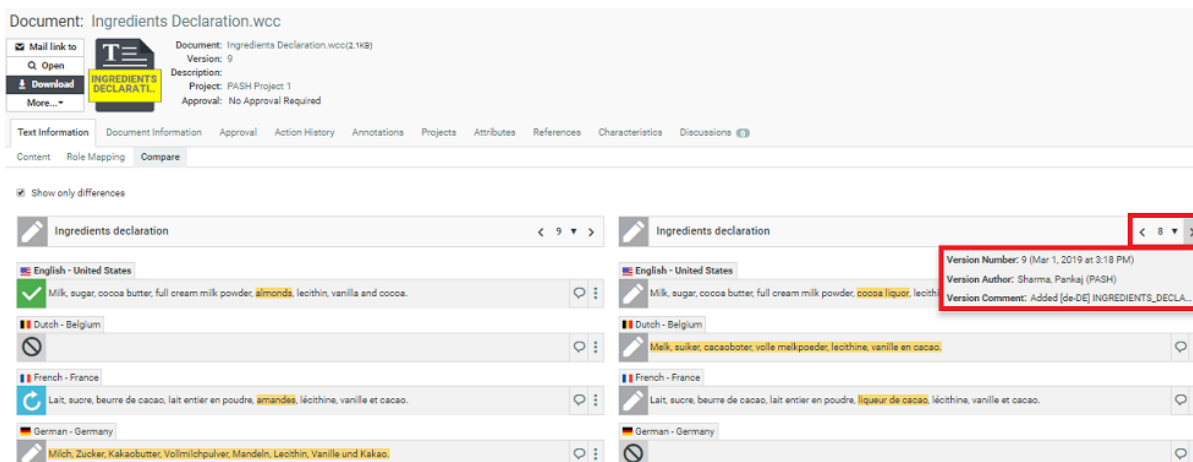 Document: Ingredients Declaration.wcc
Mail link to
Open
Download
More...
INGREDIENTS
DECLARATI..
Document: Ingredients Declaration.wcc(2.1KB)
Version: 9
Description:
Project: PASH Project 1
Approval: No Approval Required
Text Information Document Information Approval Action History Annotations Projects Attributes References Characteristics Discussions 0
Content Role Mapping Compare
Show only differences
Ingredients declaration 9
English - United States
Milk, sugar, cocoa butter, full cream milk powder, almonds, lecithin, vanilla and cocoa.
Dutch - Belgium
French - France
Lait, sucre, beurre de cacao, lait entier en poudre, amandes, lécithine, vanille et cacao.
German - Germany
Milch, Zucker, Kakaobutter, Vollmilchpulver, Mandeln, Lecithin, Vanille und Kakao.
Ingredients declaration 8
Version Number: 9 (Mar 1, 2019 at 3:18 PM)
Version Author: Sharma, Pankaj (PASH)
Version Comment: Added [de-DE] INGREDIENTS_DECLA...
English - United States
Milk, sugar, cocoa butter, full cream milk powder, cocoa liquor, lecithi
Dutch - Belgium
Melk, suiker, cacaoboter, volle melkpoeder, lecithine, vanille en cacao.
French - France
Lait, sucre, beurre de cacao, lait entier en poudre, liqueur de cacao, lécithine, vanille et cacao.
German - Germany